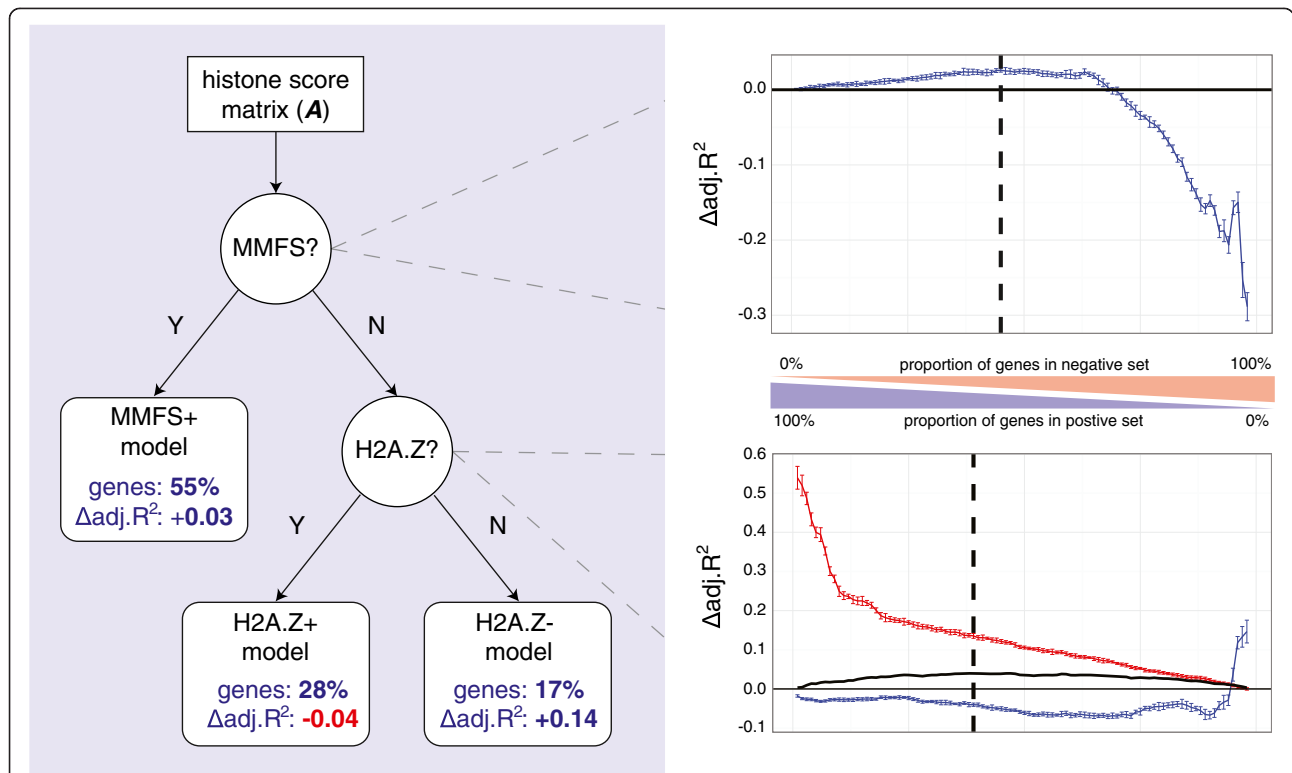 histone score
matrix (A)
MMFS?
Y
N
MMFS+
model
genes: 55%
Δadj.R²: +0.03
H2A.Z?
Y
N
H2A.Z+
model
genes: 28%
Δadj.R²: -0.04
H2A.Z-
model
genes: 17%
Δadj.R²: +0.14
Δadj.R²
0.0
-0.1
-0.2
-0.3
0% proportion of genes in negative set 100%
100% proportion of genes in postive set 0%
Δadj.R²
0.6
0.5
0.4
0.3
0.2
0.1
0.0
-0.1